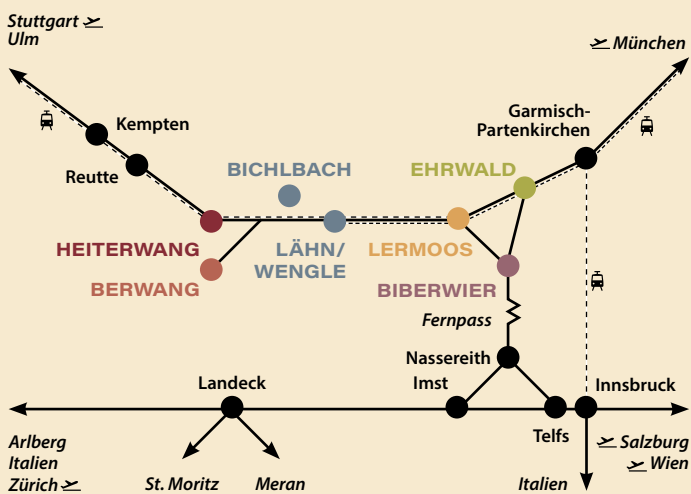 Stuttgart
Ulm
München
Garmisch-
Partenkirchen
Kempten
Reutte
BICHLBACH
EHRWALD
HEITERWANG
LÄHN/
WENGLE
LERMOOS
BERWANG
BIBERWIER
Fernpass
Nassereith
Landeck
Imst
Innsbruck
Telfs
Arlberg
Italien
Zürich
St. Moritz
Meran
Salzburg
Wien
Italien